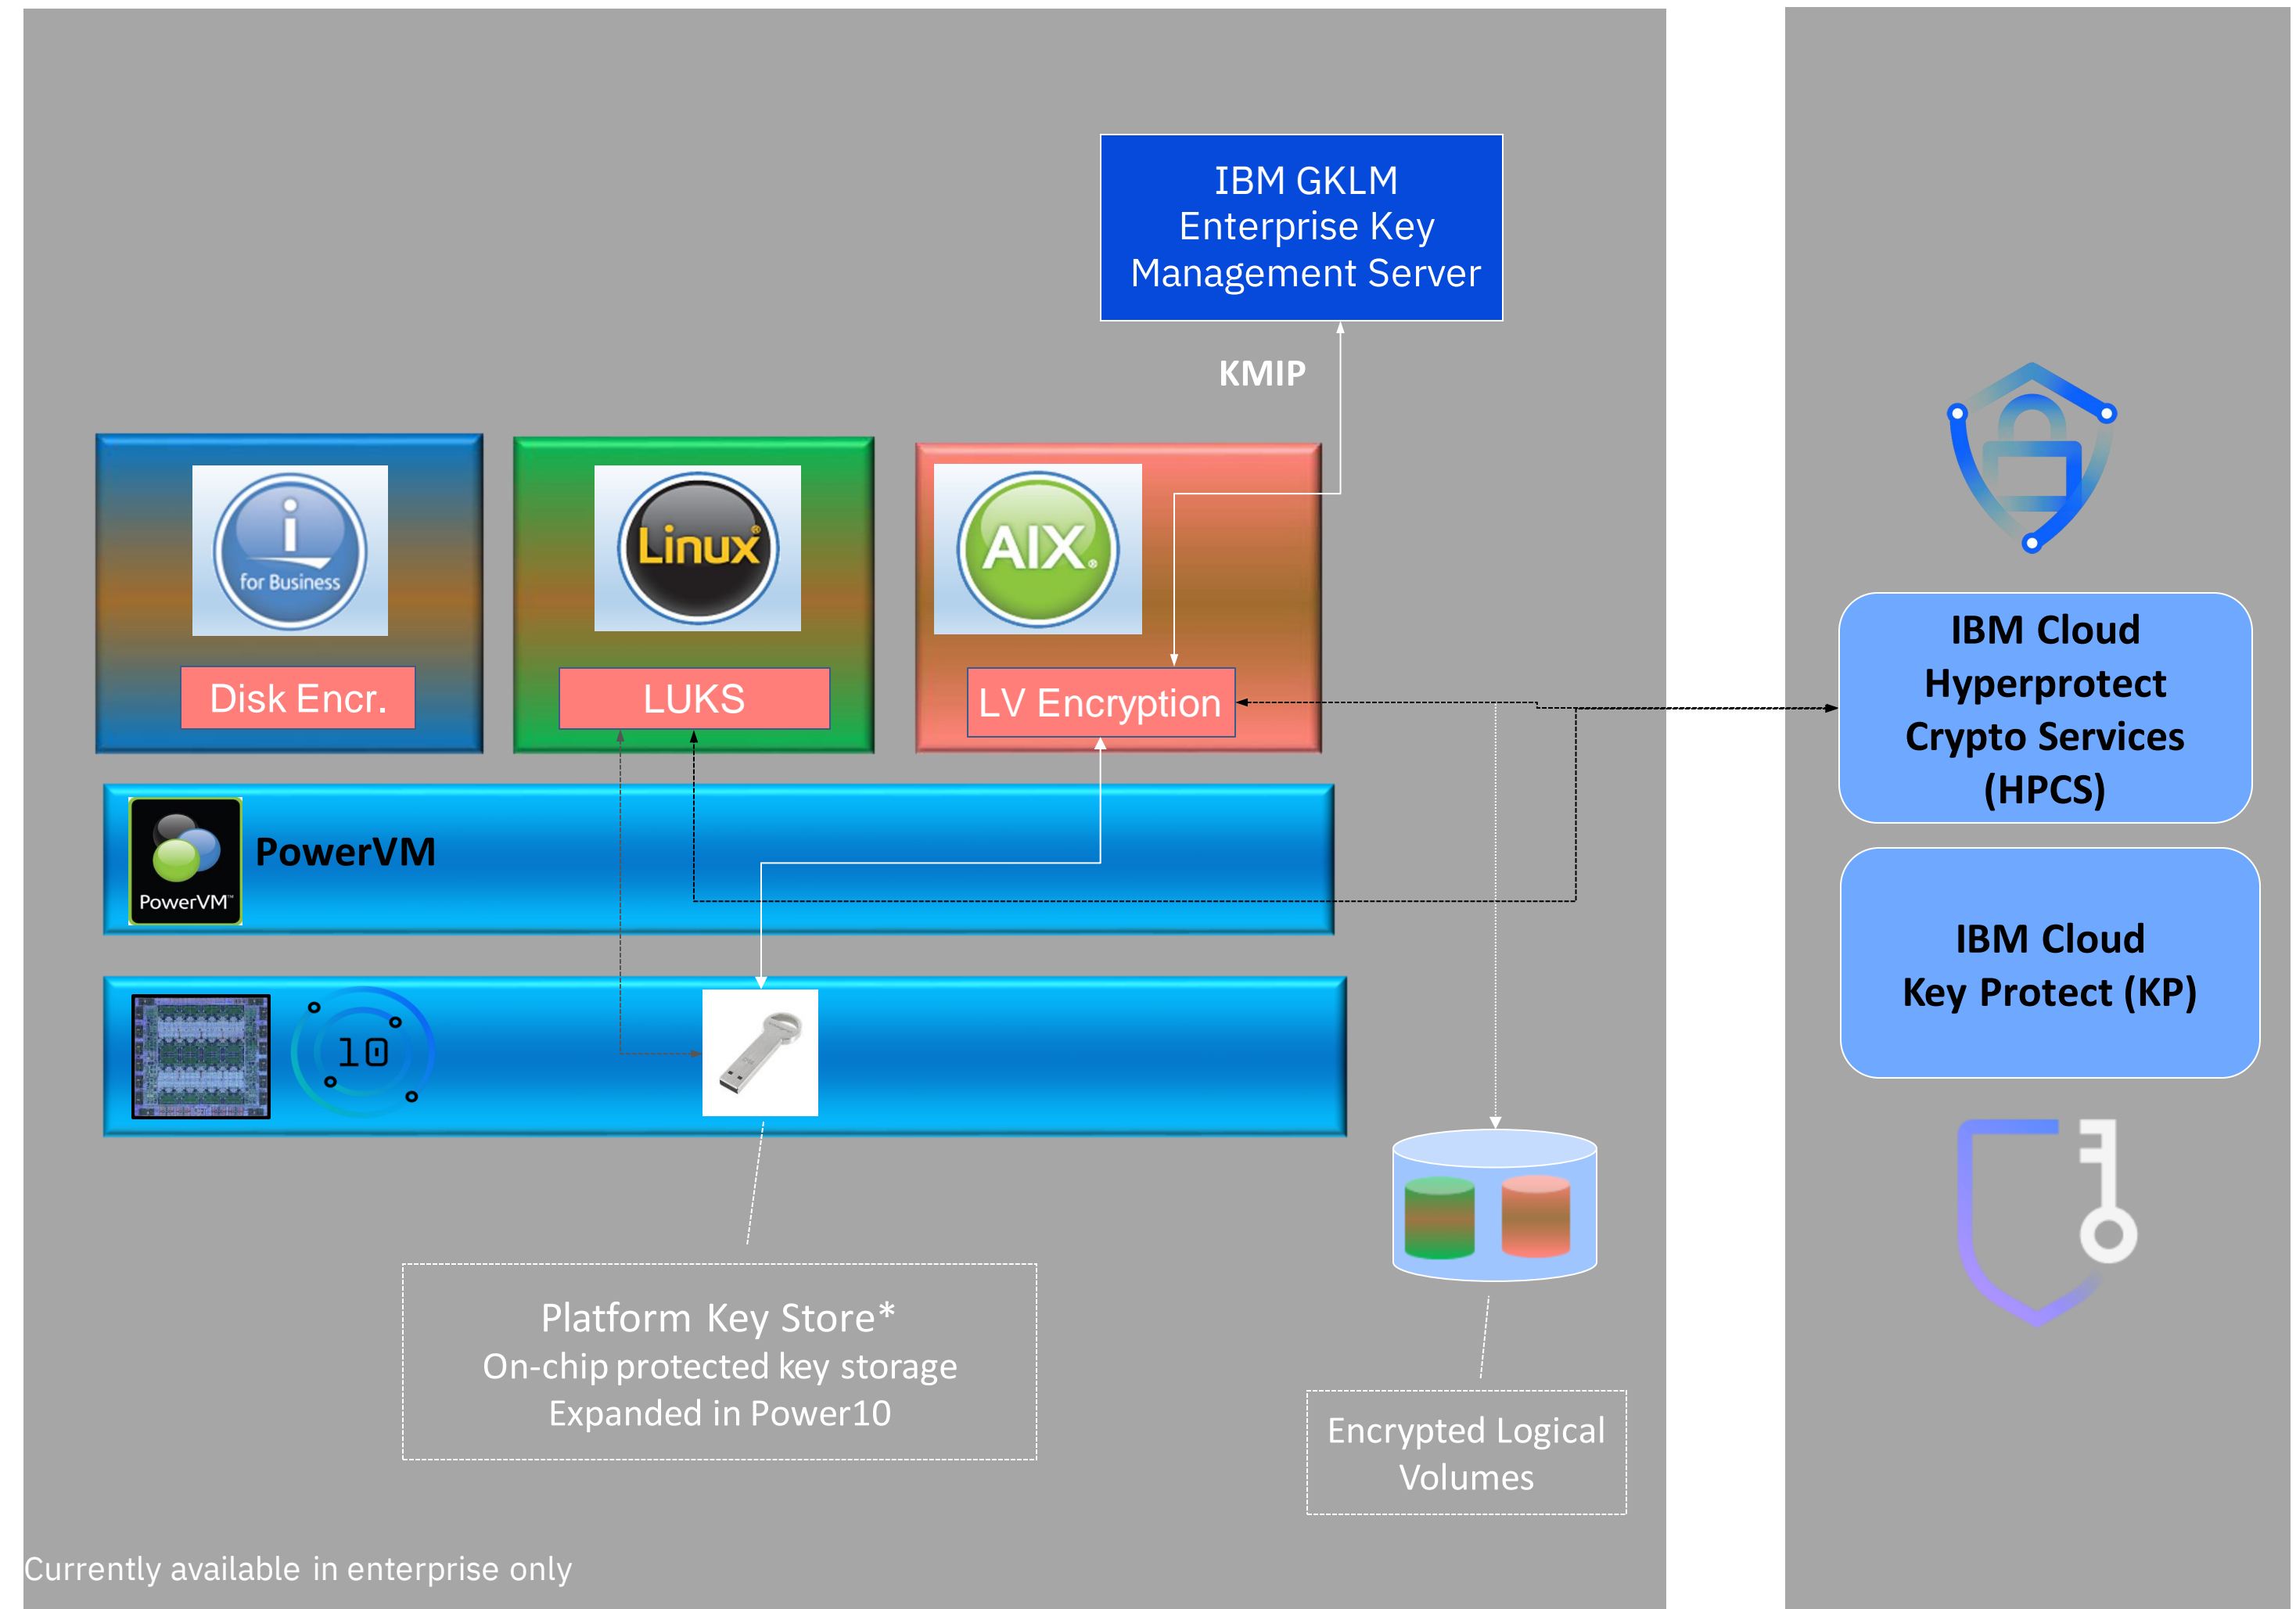 IBM GKLM
Enterprise Key
Management Server
KMIP
i
for Business
Disk Encr.
Linux®
LUKS
AIX®
LV Encryption
PowerVM™
PowerVM
10
Platform Key Store*
On-chip protected key storage
Expanded in Power10
Encrypted Logical
Volumes
Currently available in enterprise only
IBM Cloud
Hyperprotect
Crypto Services
(HPCS)
IBM Cloud
Key Protect (KP)